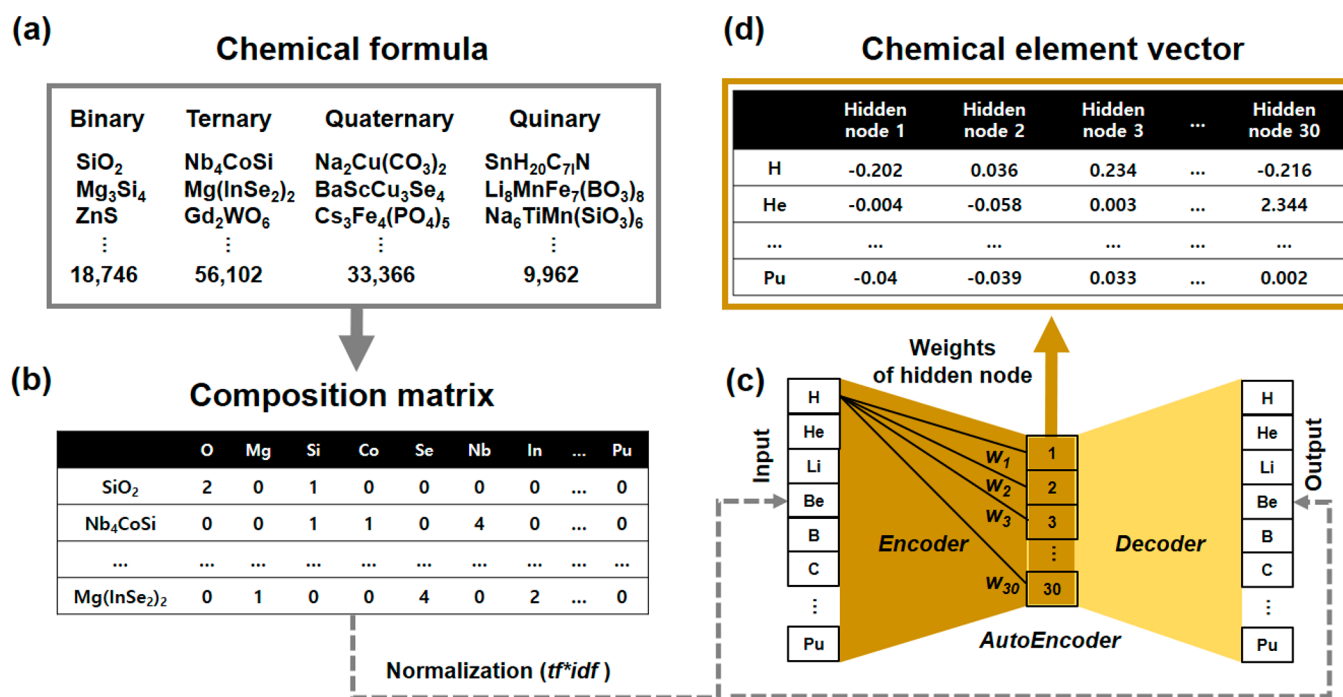 (a)
Chemical formula
Binary Ternary Quaternary Quinary
SiO₂ Nb₄CoSi Na₂Cu(CO₃)₂ SnH₂₀C₇IN
Mg₃Si₄ Mg(InSe₂)₂ BaScCu₃Se₄ Li₈MnFe₇(BO₃)₈
ZnS Gd₂WO₆ Cs₃Fe₄(PO₄)₅ Na₆TiMn(SiO₃)₆
⋮ ⋮ ⋮ ⋮
18,746 56,102 33,366 9,962
(b)
Composition matrix
O Mg Si Co Se Nb In ... Pu
SiO₂ 2 0 1 0 0 0 0 ... 0
Nb₄CoSi 0 0 1 1 0 4 0 ... 0
... ... ... ... ... ... ... ... ... ...
Mg(InSe₂)₂ 0 1 0 0 4 0 2 ... 0
Normalization (tf*idf)
(d)
Chemical element vector
Hidden node 1 Hidden node 2 Hidden node 3 ... Hidden node 30
H -0.202 0.036 0.234 ... -0.216
He -0.004 -0.058 0.003 ... 2.344
... ... ... ... ... ...
Pu -0.04 -0.039 0.033 ... 0.002
Weights
of hidden node
(c)
Input
H
He
Li
Be
B
C
⋮
Pu
Encoder
w₁
w₂
w₃
w₃₀
1
2
3
⋮
30
AutoEncoder
Decoder
H
He
Li
Be
B
C
⋮
Pu
Output